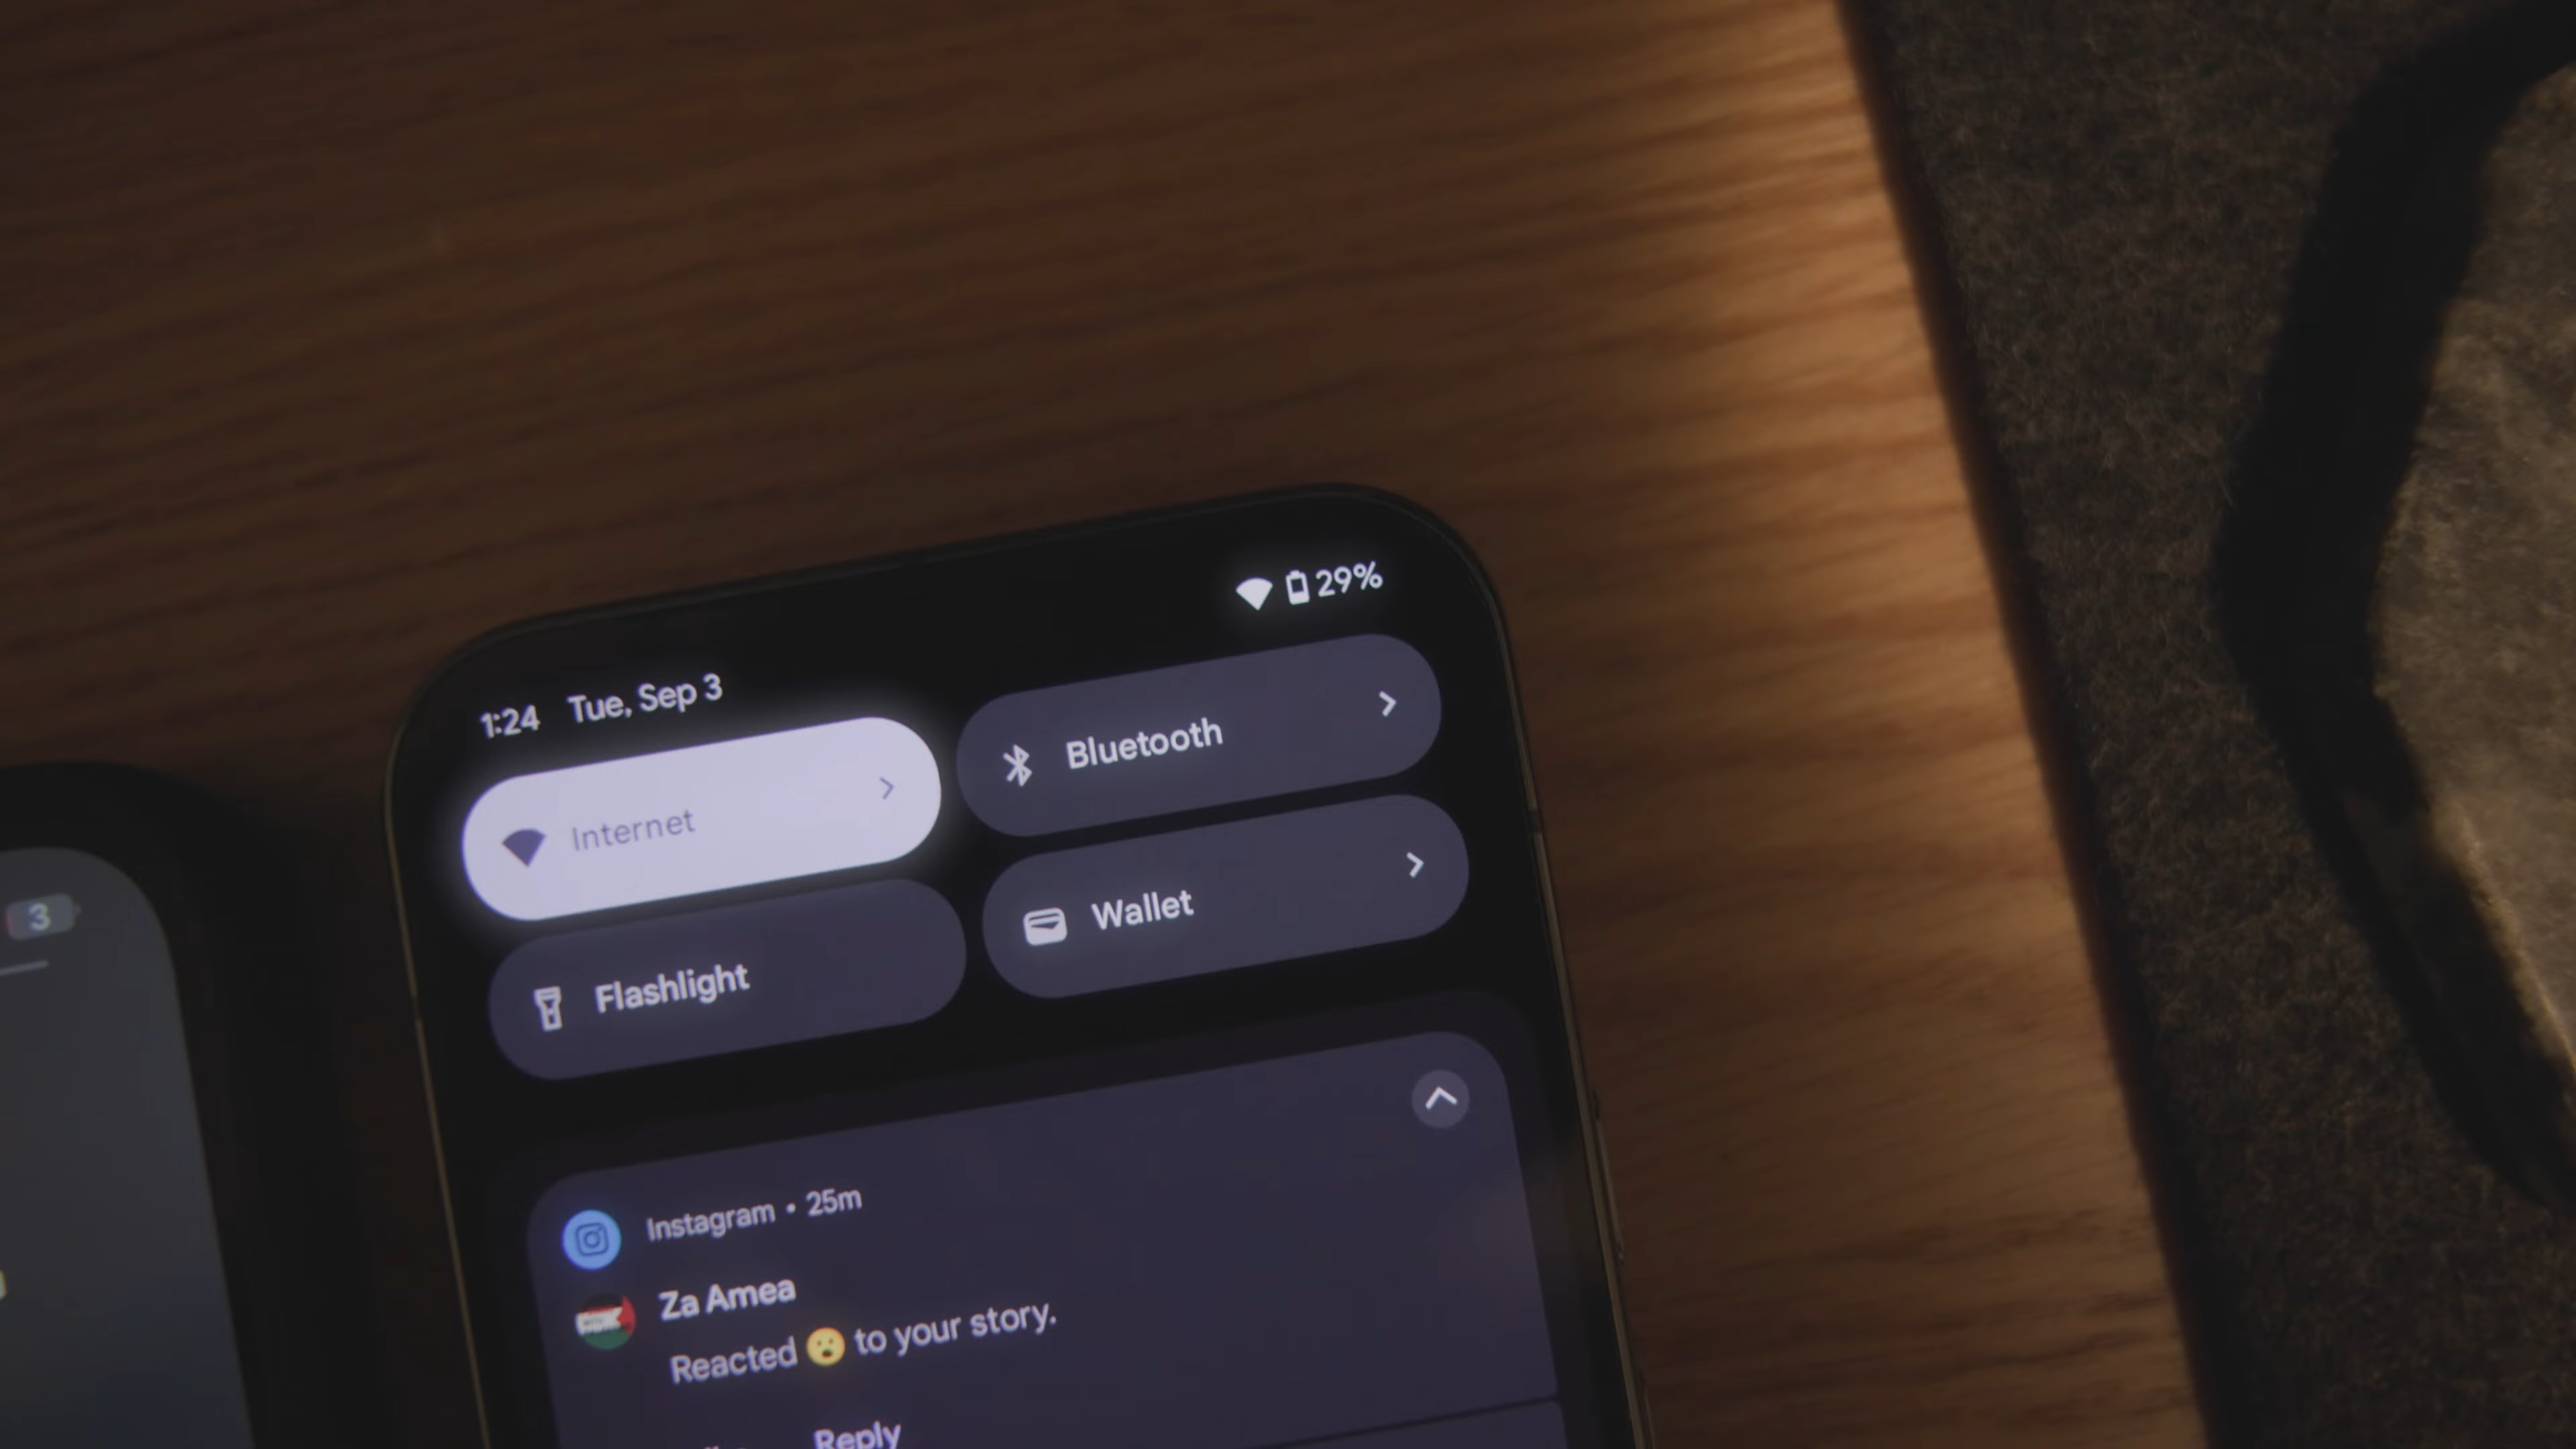 29%
1:24 Tue, Sep 3
Internet
Bluetooth
Flashlight
Wallet
3
Instagram • 25m
Za Amea
Reacted 😮 to your story.
Reply